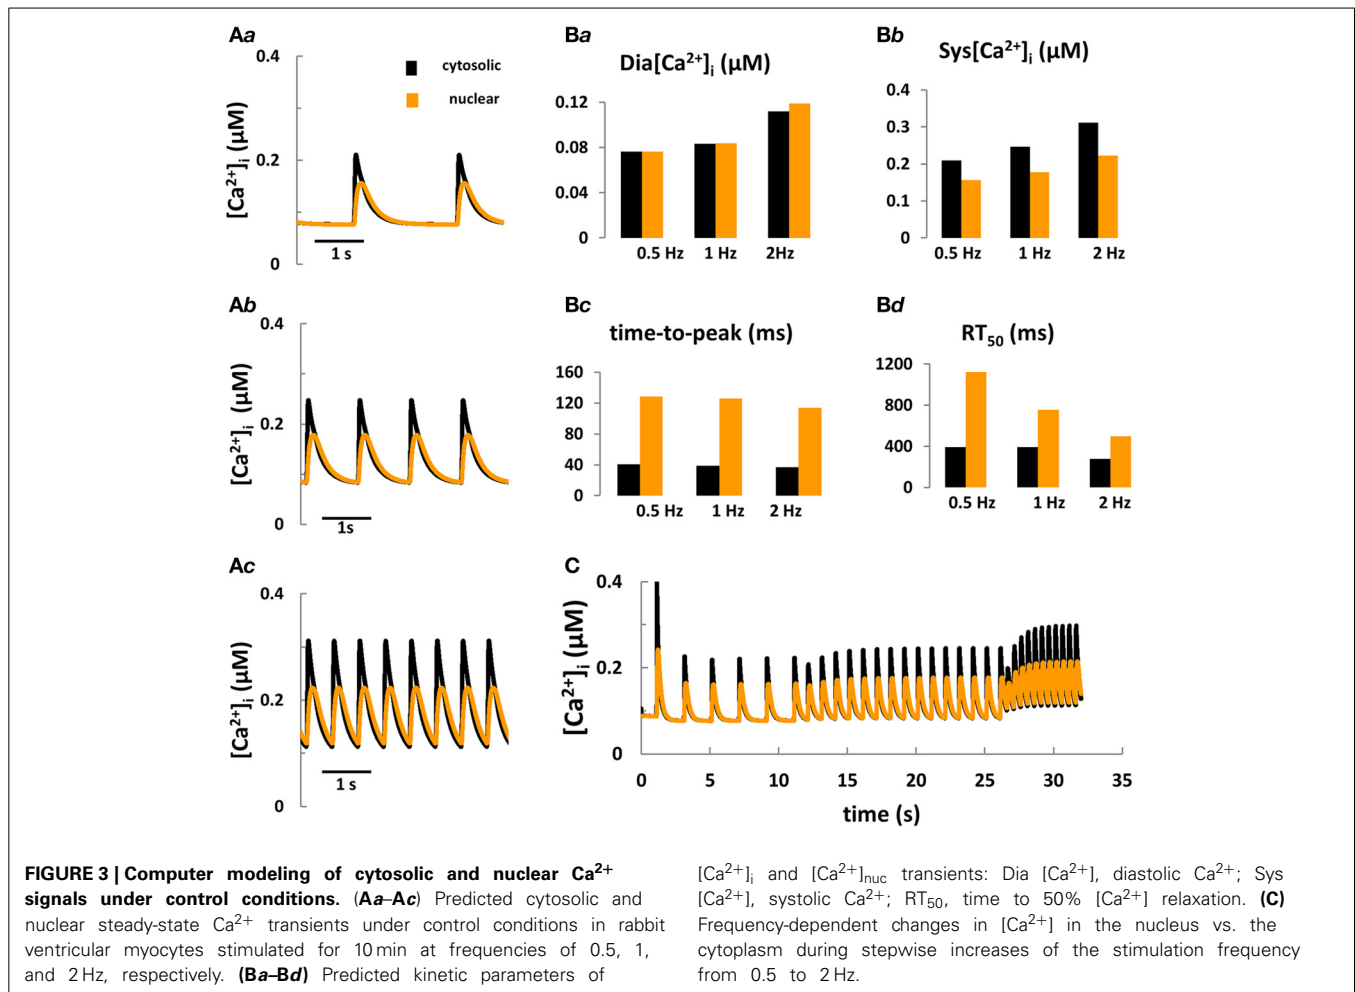 Aa
0.4
cytosolic
nuclear
[Ca²⁺]ᵢ (µM)
0.2
1 s
0
Ba
Dia[Ca²⁺]ᵢ (µM)
0.12
0.08
0.04
0
0.5 Hz 1 Hz 2Hz
Bb
Sys[Ca²⁺]ᵢ (µM)
0.4
0.3
0.2
0.1
0
0.5 Hz 1 Hz 2 Hz
Ab
0.4
[Ca²⁺]ᵢ (µM)
0.2
0
1s
Bc
time-to-peak (ms)
160
120
80
40
0
0.5 Hz 1 Hz 2 Hz
Bd
RT₅₀ (ms)
1200
800
400
0
0.5 Hz 1 Hz 2 Hz
Ac
0.4
[Ca²⁺]ᵢ (µM)
0.2
1 s
0
C
0.4
[Ca²⁺]ᵢ (µM)
0.2
0
0 5 10 15 20 25 30 35
time (s)
FIGURE 3 | Computer modeling of cytosolic and nuclear Ca²⁺
signals under control conditions. (Aa–Ac) Predicted cytosolic and
nuclear steady-state Ca²⁺ transients under control conditions in rabbit
ventricular myocytes stimulated for 10 min at frequencies of 0.5, 1,
and 2 Hz, respectively. (Ba–Bd) Predicted kinetic parameters of
[Ca²⁺]ᵢ and [Ca²⁺]nuc transients: Dia [Ca²⁺], diastolic Ca²⁺; Sys
[Ca²⁺], systolic Ca²⁺; RT₅₀, time to 50% [Ca²⁺] relaxation. (C)
Frequency-dependent changes in [Ca²⁺] in the nucleus vs. the
cytoplasm during stepwise increases of the stimulation frequency
from 0.5 to 2 Hz.